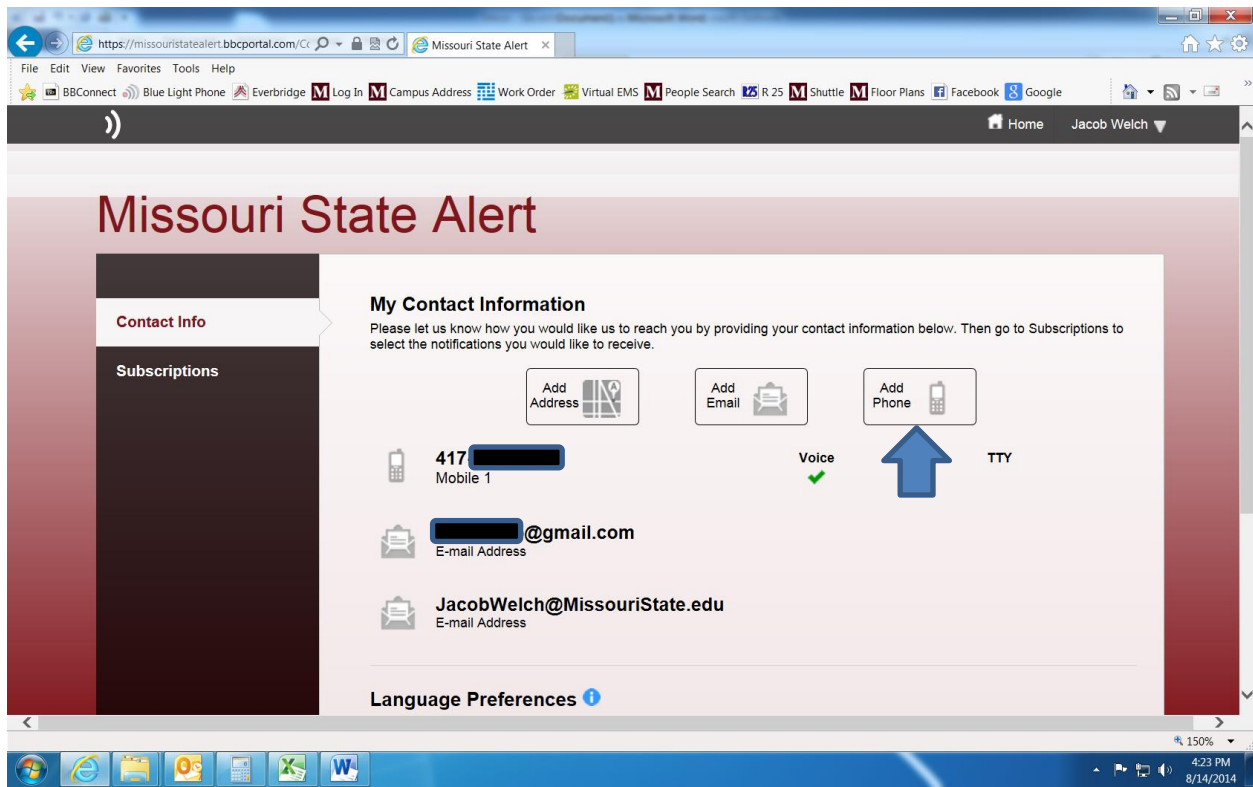 https://missouristatealert.bbcportal.com/Cc
Missouri State Alert
File Edit View Favorites Tools Help
BBConnect Blue Light Phone Everbridge Log In Campus Address Work Order Virtual EMS People Search R 25 Shuttle Floor Plans Facebook Google
Home Jacob Welch
Missouri State Alert
Contact Info
Subscriptions
My Contact Information
Please let us know how you would like us to reach you by providing your contact information below. Then go to Subscriptions to
select the notifications you would like to receive.
Add
Address
Add
Email
Add
Phone
417- Voice TTY
Mobile 1
@gmail.com
E-mail Address
JacobWelch@MissouriState.edu
E-mail Address
Language Preferences
150%
4:23 PM
8/14/2014